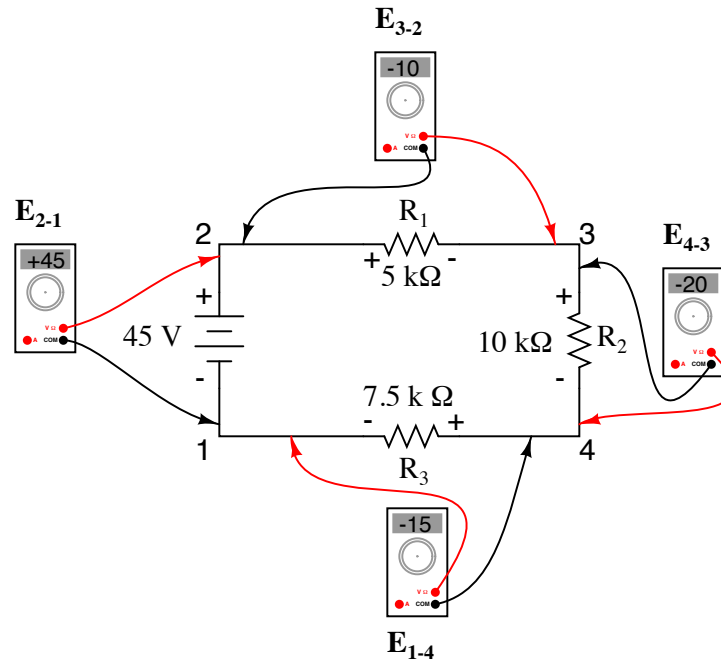 E3-2
-10
V Ω
A COM
E2-1
2
R1
3
E4-3
+45
+ -
5 kΩ
-20
+
+
V Ω
A COM
45 V
10 kΩ
R2
V Ω
A COM
-
7.5 k Ω
-
- +
1
R3
4
-15
V Ω
A COM
E1-4